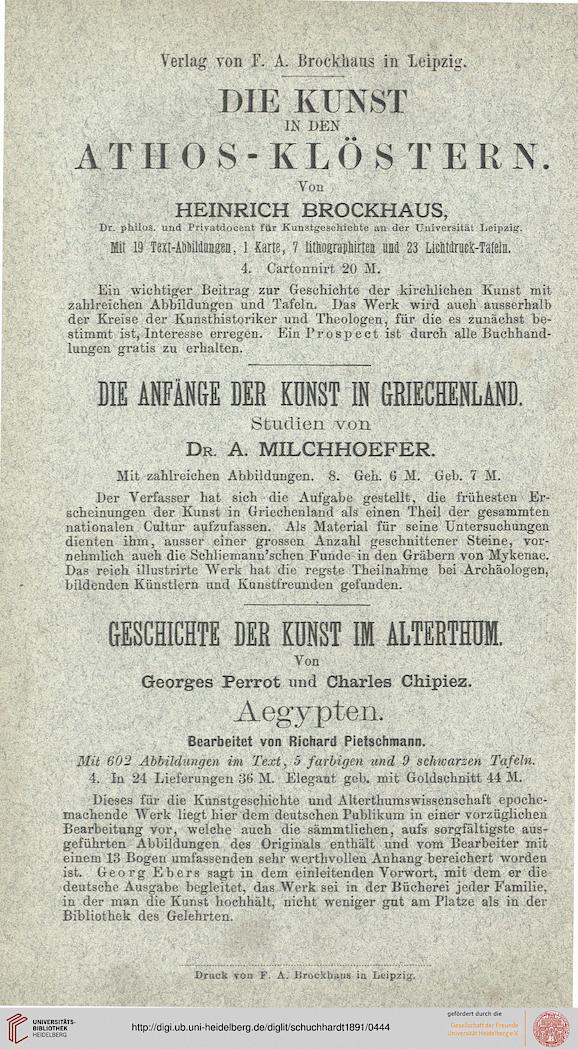 Verlag von F. A. Brockhaus in Leipzig.
DIE KUNST
IN DEN
ATHOS-KLÖSTERN.
Von
HEINRICH BROCKHAUS,
Dr. philos. und Privatdocent für Kunstgeschichte an der Universität Leipzig.
Mit 19 Text-Abbildungen, 1 Karte, 7 lithographirten und 23 Lichtdruck-Tafeln.
4. Cartonnirt 20 M.
Ein wichtiger Beitrag zur Geschichte der kirchlichen Kunst mit
zahlreichen Abbildungen und Tafeln. Das Werk wird auch ausserhalb
der Kreise der Kunsthistoriker und Theologen, für die es zunächst be-
stimmt ist, Interesse erregen. Ein Prospect ist durch alle Buchhand-
lungen gratis zu erhalten.
DIE ANFÄNGE DER KUNST IN GRIECHENLAND.
Studien von
DR. A. MILCHHOEFER.
Mit zahlreichen Abbildungen. 8. Geh. 6 M. Geb. 7 M.
Der Verfasser hat sich die Aufgabe gestellt, die frühesten Er-
scheinungen der Kunst in Griechenland als einen Theil der gesammten
nationalen Cultur aufzufassen. Als Material für seine Untersuchungen
dienten ihm, ausser einer grossen Anzahl geschnittener Steine, vor-
nehmlich auch die Schliemann'schen Funde in den Gräbern von Mykenae.
Das reich illustrirte Werk hat die regste Theilnahme bei Archäologen,
bildenden Künstlern und Kunstfreunden gefunden.
GESCHICHTE DER KUNST IM ALTERTHUM.
Von
Georges Perrot und Charles Chipiez.
Aegypten.
Bearbeitet von Richard Pietschmann.
Mit 602 Abbildungen im Text, 5 farbigen und 9 schwarzen Tafeln.
4. In 24 Lieferungen 36 M. Elegant geb. mit Goldschnitt 44 M.
Dieses für die Kunstgeschichte und Alterthumswissenschaft epoche-
machende Werk liegt hier dem deutschen Publikum in einer vorzüglichen
Bearbeitung vor, welche auch die sämmtlichen, aufs sorgfältigste aus-
geführten Abbildungen des Originals enthält und vom Bearbeiter mit
einem 13 Bogen umfassenden sehr werthvollen Anhang bereichert worden
ist. Georg Ebers sagt in dem einleitenden Vorwort, mit dem er die
deutsche Ausgabe begleitet, das Werk sei in der Bücherei jeder Familie,
in der man die Kunst hochhält, nicht weniger gut am Platze als in der
Bibliothek des Gelehrten.
Druck von F. A. Brockhaus in Leipzig.
UNIVERSITÄTS-
BIBLIOTHEK
HEIDELBERG
http://digi.ub.uni-heidelberg.de/diglit/schuchhardt1891/0444
gefördert durch die
Gesellschaft der Freunde
Universität Heidelberg e.V.